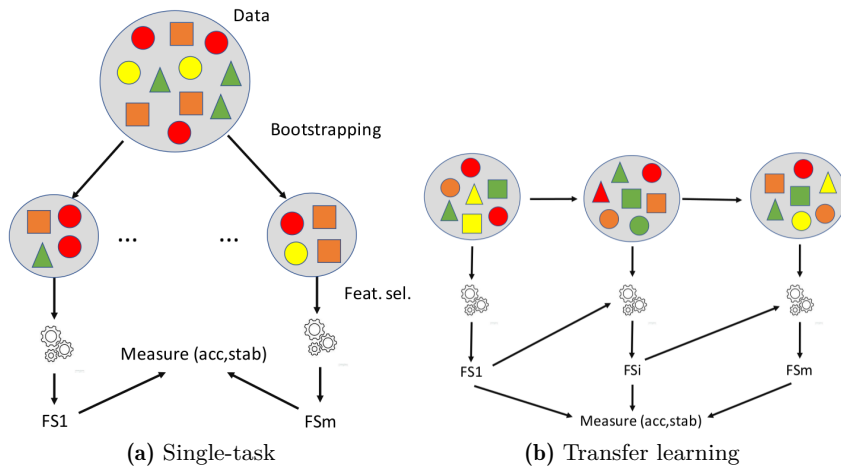 Data
Bootstrapping
... ...
Feat. sel.
Measure (acc,stab)
FS1 FSm
(a) Single-task
FS1 FSi FSm
Measure (acc,stab)
(b) Transfer learning